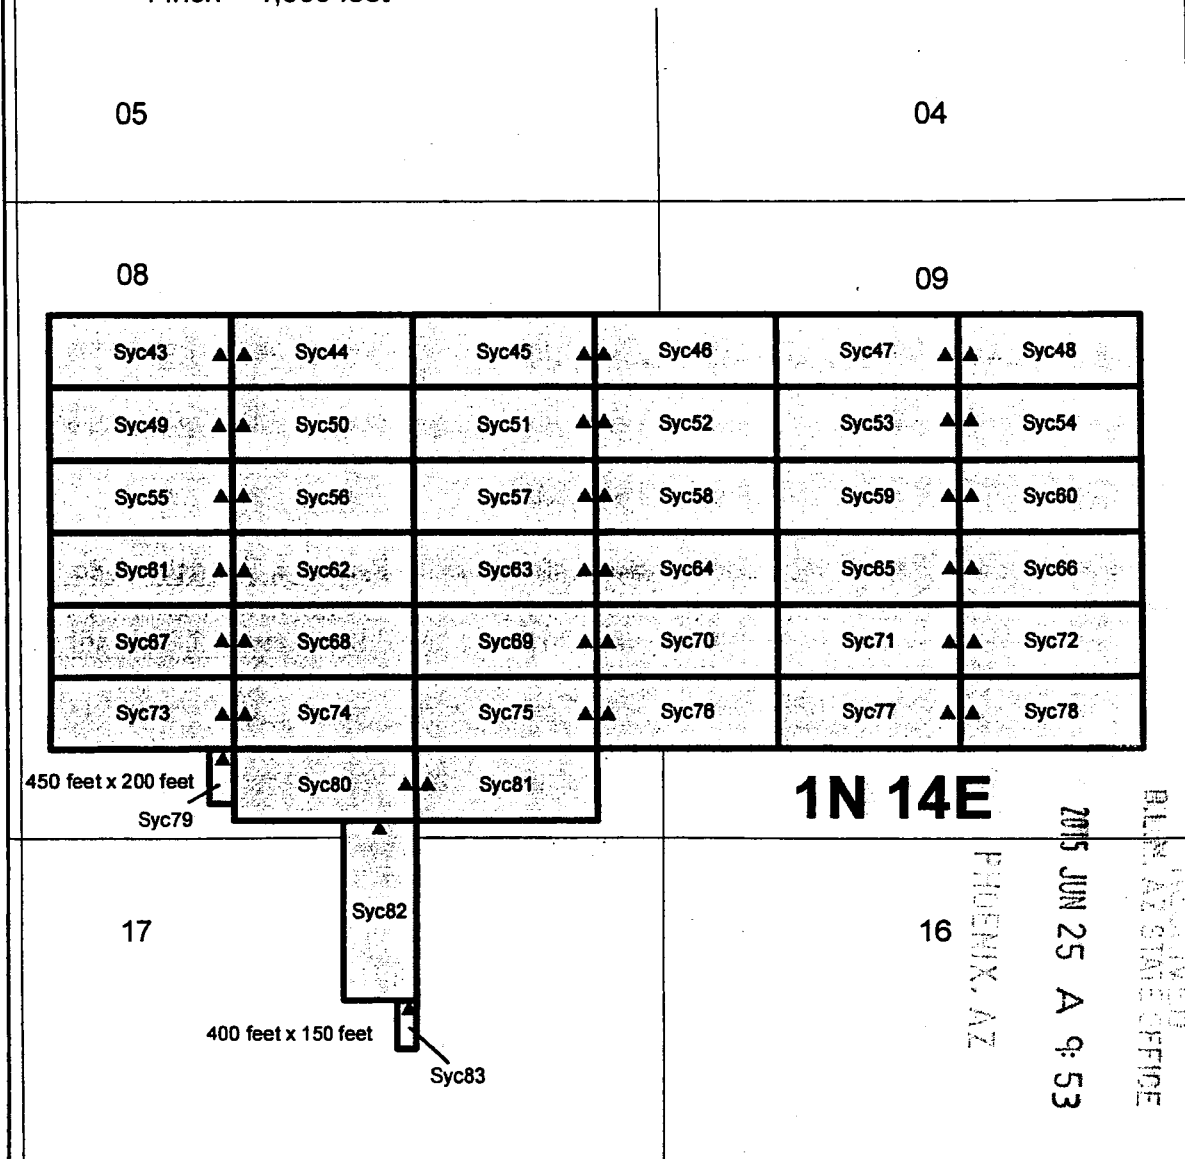 05
04
08
09
Syc43 Syc44 Syc45 Syc46 Syc47 Syc48
Syc49 Syc50 Syc51 Syc52 Syc53 Syc54
Syc55 Syc56 Syc57 Syc58 Syc59 Syc60
Syc61 Syc62 Syc63 Syc64 Syc65 Syc66
Syc67 Syc68 Syc69 Syc70 Syc71 Syc72
Syc73 Syc74 Syc75 Syc76 Syc77 Syc78
450 feet x 200 feet
Syc79
Syc80 Syc81
1N 14E
Syc82
17
16
400 feet x 150 feet
Syc83
AZ STATE OFFICE
2015 JUN 25 A 9:53
PHOENIX, AZ